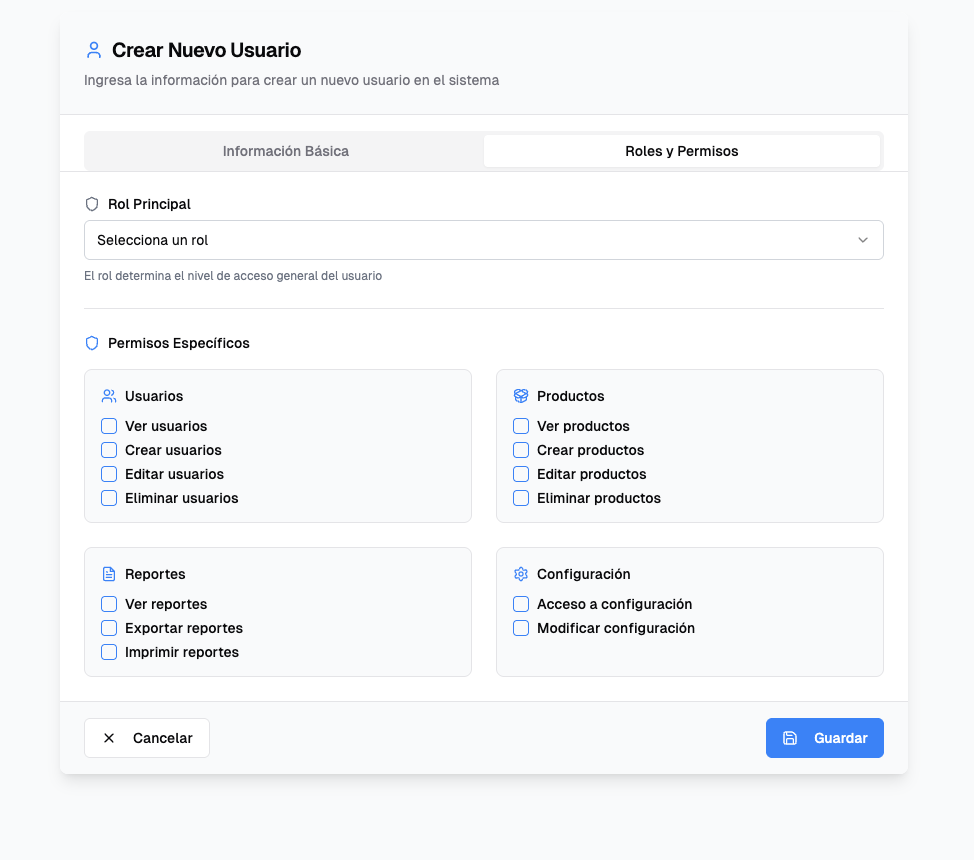 Crear Nuevo Usuario
Ingresa la información para crear un nuevo usuario en el sistema
Información Básica
Roles y Permisos
Rol Principal
Selecciona un rol
El rol determina el nivel de acceso general del usuario
Permisos Específicos
Usuarios
Ver usuarios
Crear usuarios
Editar usuarios
Eliminar usuarios
Productos
Ver productos
Crear productos
Editar productos
Eliminar productos
Reportes
Ver reportes
Exportar reportes
Imprimir reportes
Configuración
Acceso a configuración
Modificar configuración
Cancelar
Guardar